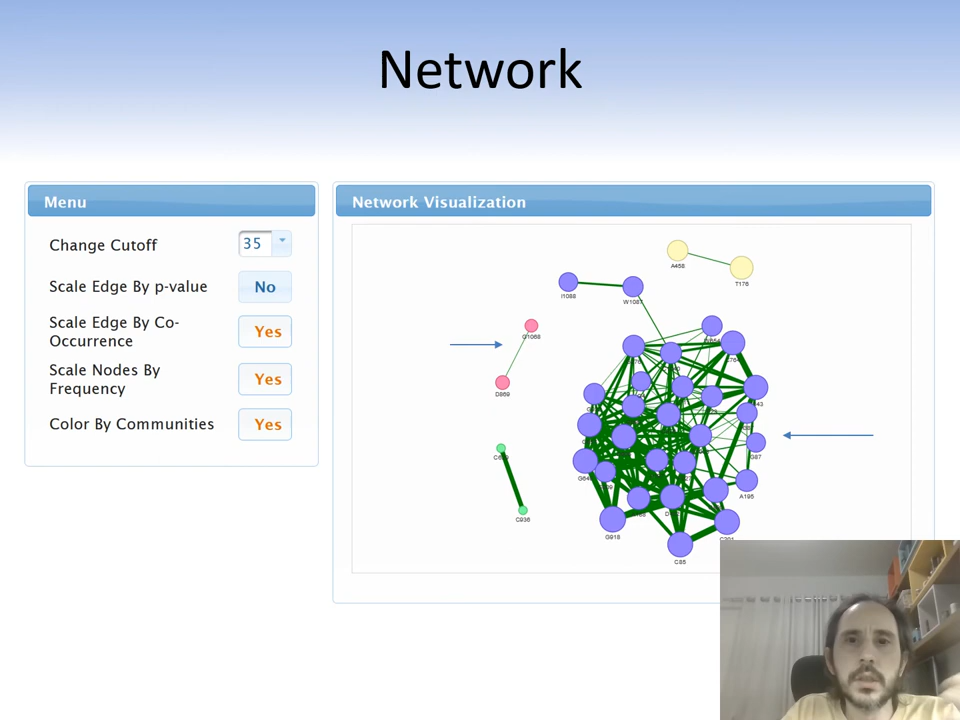 Network
Menu
Change Cutoff
35
Scale Edge By p-value
No
Scale Edge By Co-
Occurrence
Yes
Scale Nodes By
Frequency
Yes
Color By Communities
Yes
Network Visualization
A458
T176
I1088
W1087
G1068
D869
C936
G87
A195
G918
C85